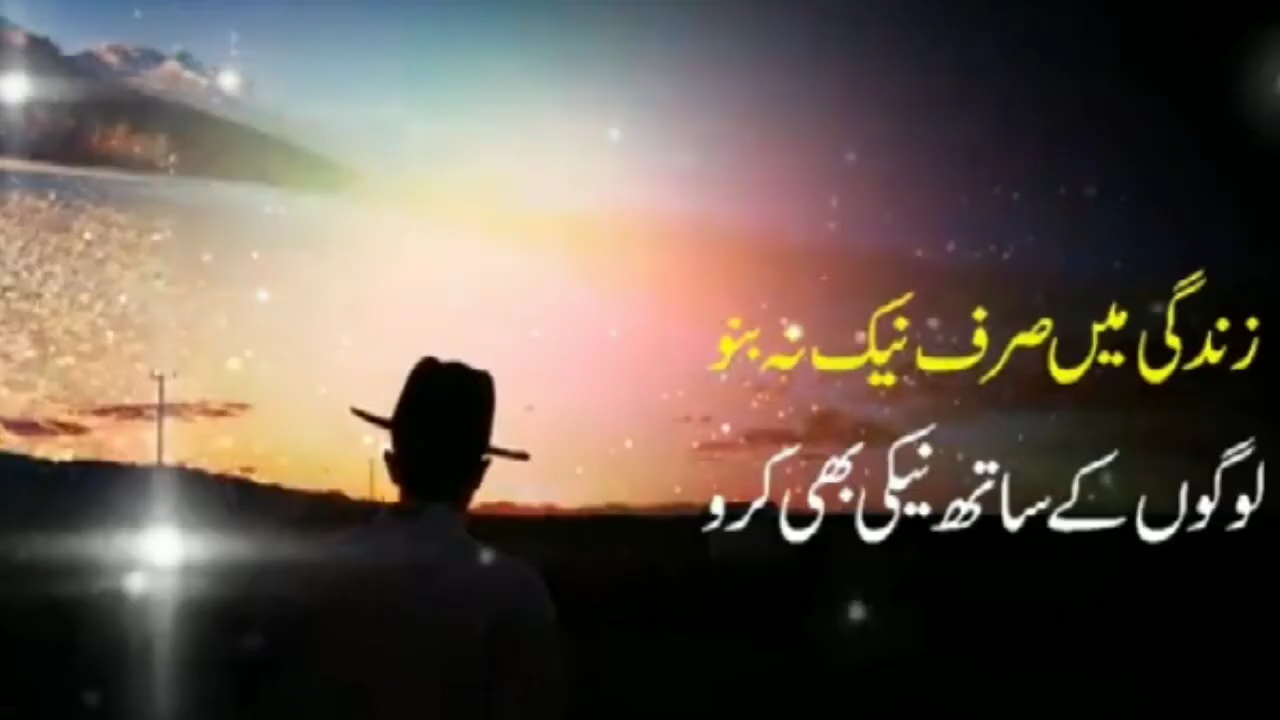 زندگی میں صرف نیک نہ بنو
لوگوں کے ساتھ نیکی بھی کرو